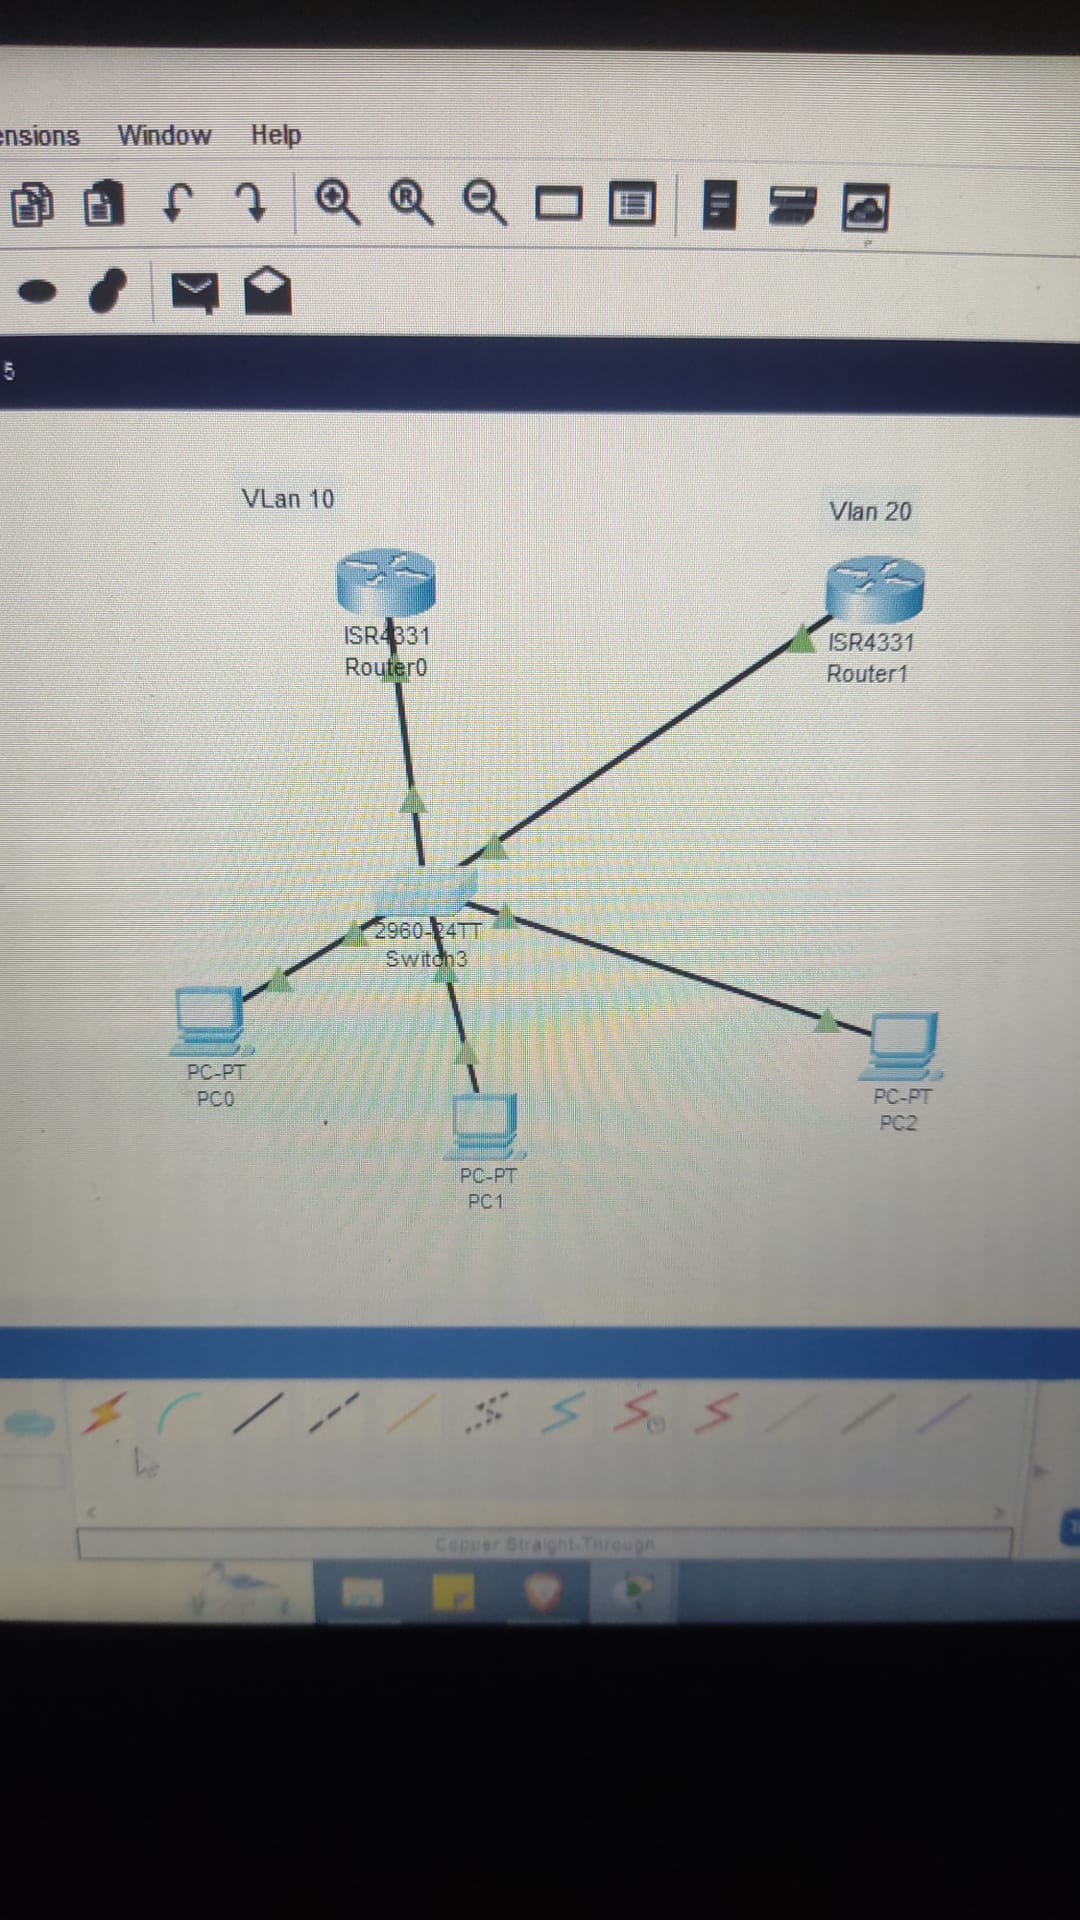 ensions Window Help
5
VLan 10
Vlan 20
ISR4331
Router0
ISR4331
Router1
2960-24TT
Switch3
PC-PT
PC0
PC-PT
PC1
PC-PT
PC2
Copper Straight-Through